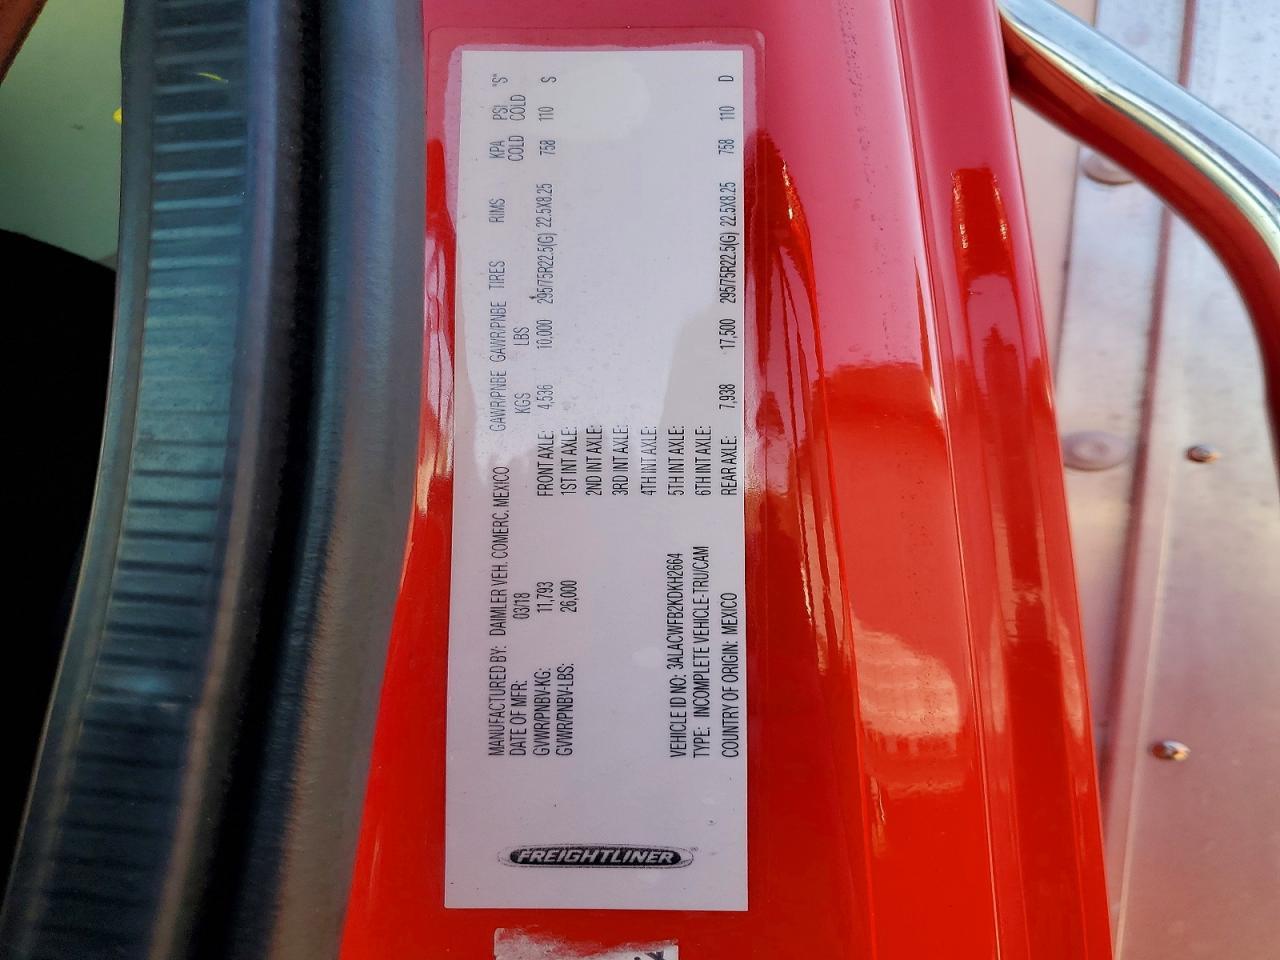 FREIGHTLINER
MANUFACTURED BY: DAIMLER VEH. COMERC. MEXICO
DATE OF MFR: 03/18
GVWR/PNBV-KG: 11,793
GVWR/PNBV-LBS: 26,000
VEHICLE ID NO: 3ALACWFB2KDKH2664
TYPE: INCOMPLETE VEHICLE-TRU/CAM
COUNTRY OF ORIGIN: MEXICO
GAWR/PNBE GAWR/PNBE TIRES RIMS KPA PSI "S"
KGS LBS COLD COLD
FRONT AXLE: 4,536 10,000 295/75R22.5(G) 22.5X8.25 758 110 S
1ST INT AXLE:
2ND INT AXLE:
3RD INT AXLE:
4TH INT AXLE:
5TH INT AXLE:
6TH INT AXLE:
REAR AXLE: 7,938 17,500 295/75R22.5(G) 22.5X8.25 758 110 D